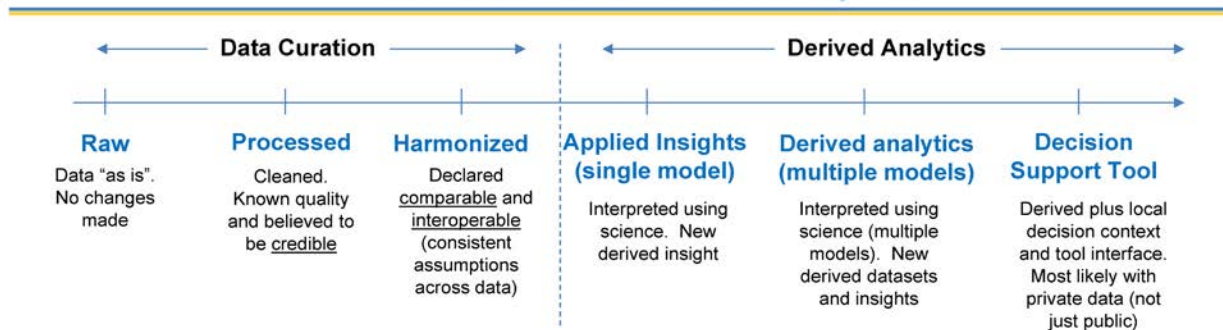 Data Curation
Derived Analytics
Raw
Data “as is”.
No changes
made
Processed
Cleaned.
Known quality
and believed to
be credible
Harmonized
Declared
comparable and
interoperable
(consistent
assumptions
across data)
Applied Insights
(single model)
Interpreted using
science.  New
derived insight
Derived analytics
(multiple models)
Interpreted using
science (multiple
models).  New
derived datasets
and insights
Decision
Support Tool
Derived plus local
decision context
and tool interface.
Most likely with
private data (not
just public)